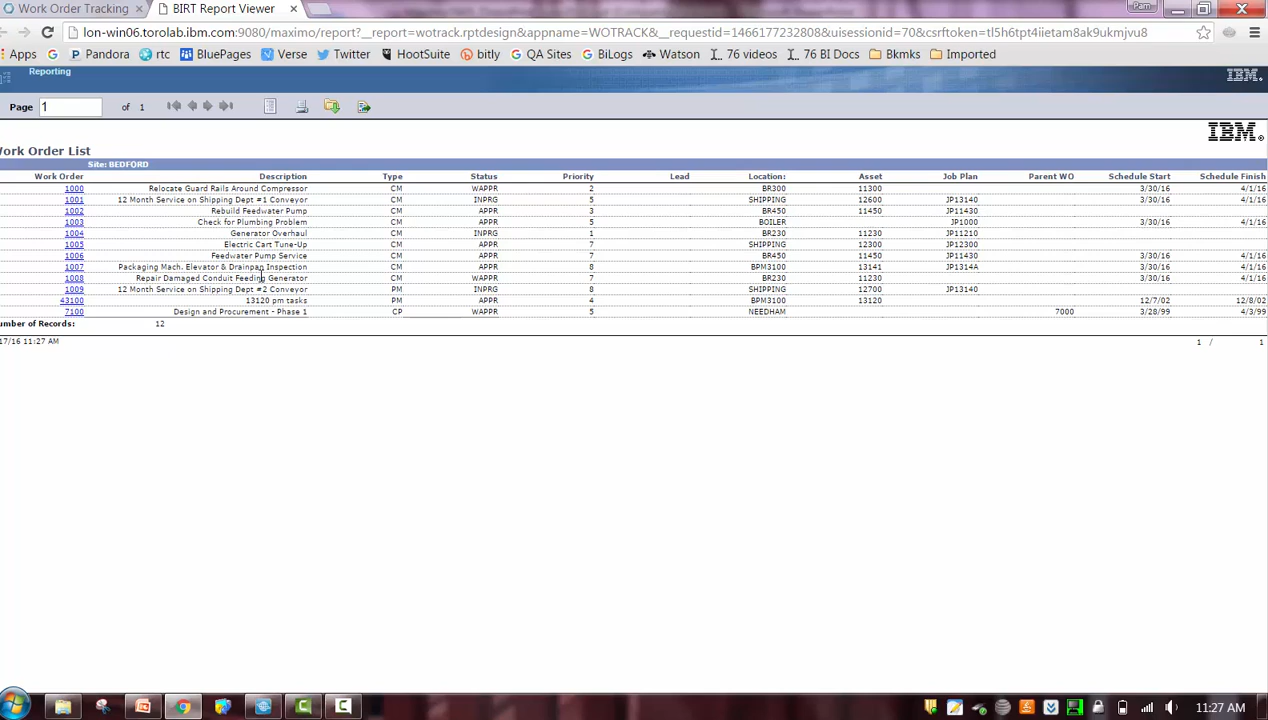 Work Order Tracking BIRT Report Viewer Pam
lon-win06.torolab.ibm.com:9080/maximo/report?__report=wotrack.rptdesign&appname=WOTRACK&__requestid=1466177232808&uisessionid=70&csrftoken=tl5h6tpt4iietam8ak9ukmjvu8
Apps Pandora rtc BluePages Verse Twitter HootSuite bitly QA Sites BiLogs Watson 76 videos 76 BI Docs Bkmks Imported
Reporting IBM
Page 1 of 1
IBM
ork Order List
Site: BEDFORD
Work Order Description Type Status Priority Lead Location: Asset Job Plan Parent WO Schedule Start Schedule Finish
1000 Relocate Guard Rails Around Compressor CM WAPPR 2 BR300 11300 3/30/16 4/1/16
1001 12 Month Service on Shipping Dept #1 Conveyor CM INPRG 5 SHIPPING 12600 JP13140 3/30/16 4/1/16
1002 Rebuild Feedwater Pump CM APPR 3 BR450 11450 JP11430
1003 Check for Plumbing Problem CM APPR 5 BOILER JP1000 3/30/16 4/1/16
1004 Generator Overhaul CM INPRG 1 BR230 11230 JP11210
1005 Electric Cart Tune-Up CM APPR 7 SHIPPING 12300 JP12300
1006 Feedwater Pump Service CM APPR 7 BR450 11450 JP11430 3/30/16 4/1/16
1007 Packaging Mach. Elevator & Drainpan Inspection CM APPR 8 BPM3100 13141 JP1314A 3/30/16 4/1/16
1008 Repair Damaged Conduit Feeding Generator CM WAPPR 7 BR230 11230 3/30/16 4/1/16
1009 12 Month Service on Shipping Dept #2 Conveyor PM INPRG 8 SHIPPING 12700 JP13140
43100 13120 pm tasks PM APPR 4 BPM3100 13120 12/7/02 12/8/02
7100 Design and Procurement - Phase 1 CP WAPPR 5 NEEDHAM 7000 3/28/99 4/3/99
umber of Records: 12
17/16 11:27 AM 1 / 1
11:27 AM